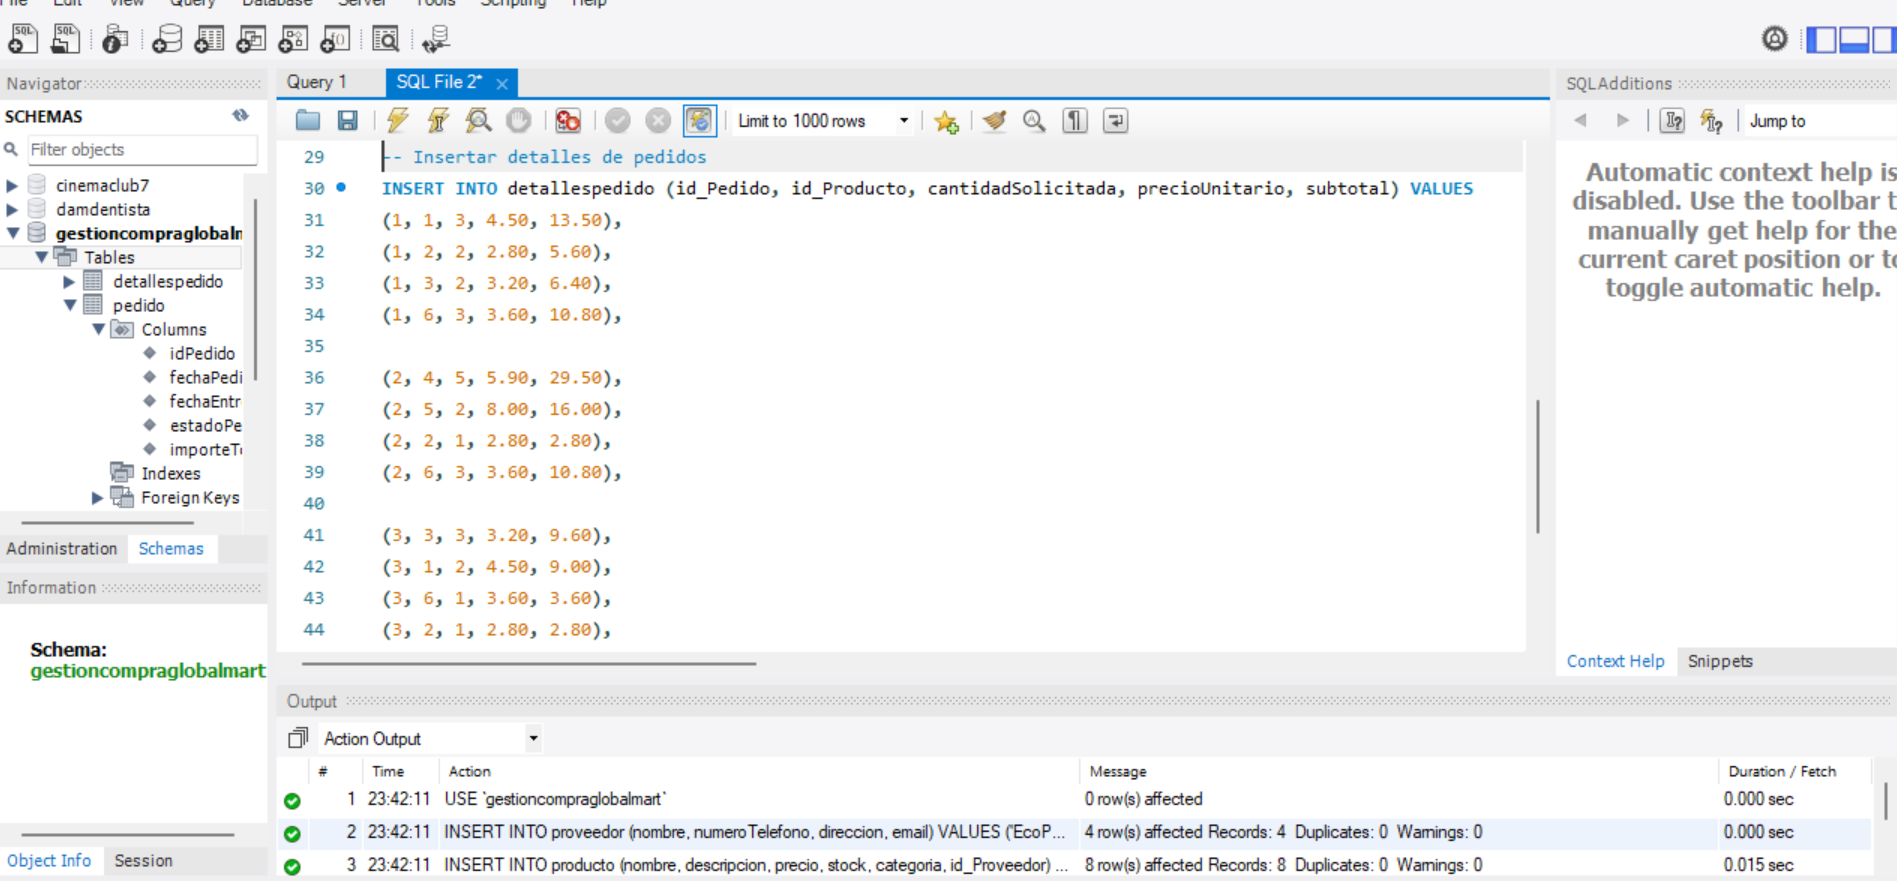 File Edit View Query Database Server Tools Scripting Help
Navigator
SCHEMAS
Filter objects
cinemaclub7
damdentista
gestioncompraglobalm
Tables
detallespedido
pedido
Columns
idPedido
fechaPedi
fechaEntr
estadoPe
importeT
Indexes
Foreign Keys
Administration Schemas
Information
Schema:
gestioncompraglobalmart
Object Info Session
Query 1 SQL File 2*
Limit to 1000 rows
29 -- Insertar detalles de pedidos
30 INSERT INTO detallespedido (id_Pedido, id_Producto, cantidadSolicitada, precioUnitario, subtotal) VALUES
31 (1, 1, 3, 4.50, 13.50),
32 (1, 2, 2, 2.80, 5.60),
33 (1, 3, 2, 3.20, 6.40),
34 (1, 6, 3, 3.60, 10.80),
35
36 (2, 4, 5, 5.90, 29.50),
37 (2, 5, 2, 8.00, 16.00),
38 (2, 2, 1, 2.80, 2.80),
39 (2, 6, 3, 3.60, 10.80),
40
41 (3, 3, 3, 3.20, 9.60),
42 (3, 1, 2, 4.50, 9.00),
43 (3, 6, 1, 3.60, 3.60),
44 (3, 2, 1, 2.80, 2.80),
SQLAdditions
Jump to
Automatic context help is
disabled. Use the toolbar t
manually get help for the
current caret position or to
toggle automatic help.
Context Help Snippets
Output
Action Output
# Time Action Message Duration / Fetch
1 23:42:11 USE `gestioncompraglobalmart` 0 row(s) affected 0.000 sec
2 23:42:11 INSERT INTO proveedor (nombre, numeroTelefono, direccion, email) VALUES ('EcoP... 4 row(s) affected Records: 4 Duplicates: 0 Warnings: 0 0.000 sec
3 23:42:11 INSERT INTO producto (nombre, descripcion, precio, stock, categoria, id_Proveedor) ... 8 row(s) affected Records: 8 Duplicates: 0 Warnings: 0 0.015 sec